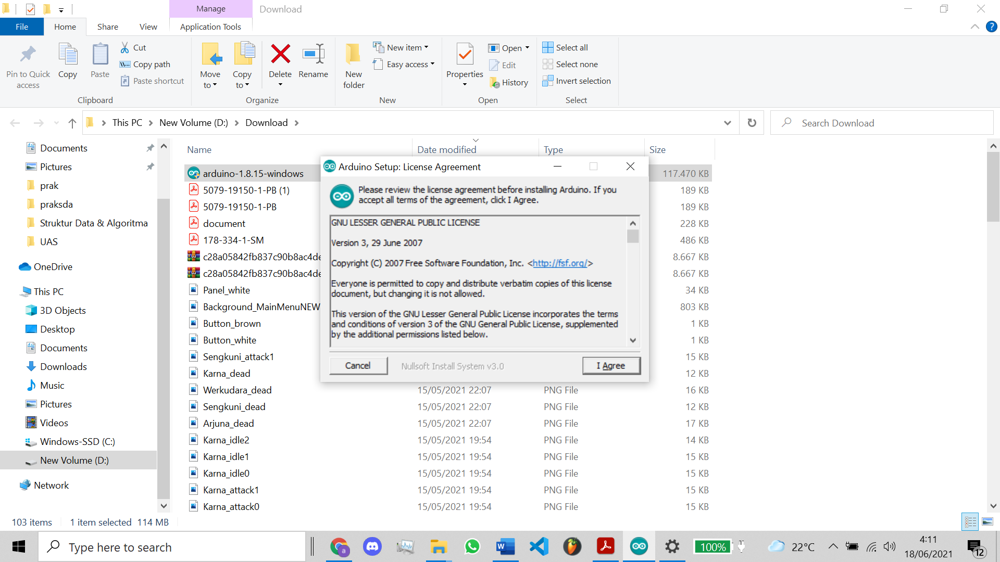 Manage
Download
File
Home
Share
View
Application Tools
Pin to Quick access
Copy
Paste
Cut
Copy path
Paste shortcut
Clipboard
Move to
Copy to
Delete
Rename
Organize
New folder
New item
Easy access
New
Properties
Open
Edit
History
Open
Select all
Select none
Invert selection
Select
This PC
New Volume (D:)
Download
Search Download
Documents
Pictures
prak
praksda
Struktur Data & Algoritma
UAS
OneDrive
This PC
3D Objects
Desktop
Documents
Downloads
Music
Pictures
Videos
Windows-SSD (C:)
New Volume (D:)
Network
Name Date modified Type Size
arduino-1.8.15-windows 117.470 KB
5079-19150-1-PB (1) 189 KB
5079-19150-1-PB 189 KB
document 228 KB
178-334-1-SM 486 KB
c28a05842fb837c90b8ac4de 8.667 KB
c28a05842fb837c90b8ac4de 8.667 KB
Panel_white 34 KB
Background_MainMenuNEW 803 KB
Button_brown 1 KB
Button_white 1 KB
Sengkuni_attack1 15 KB
Karna_dead 12 KB
Werkudara_dead 15/05/2021 22:07 PNG File 16 KB
Sengkuni_dead 15/05/2021 22:07 PNG File 12 KB
Arjuna_dead 15/05/2021 22:07 PNG File 17 KB
Karna_idle2 15/05/2021 19:54 PNG File 14 KB
Karna_idle1 15/05/2021 19:54 PNG File 15 KB
Karna_idle0 15/05/2021 19:54 PNG File 15 KB
Karna_attack1 15/05/2021 19:54 PNG File 15 KB
Karna_attack0 15/05/2021 19:54 PNG File 15 KB
Arduino Setup: License Agreement
Please review the license agreement before installing Arduino. If you
accept all terms of the agreement, click I Agree.
GNU LESSER GENERAL PUBLIC LICENSE
Version 3, 29 June 2007
Copyright (C) 2007 Free Software Foundation, Inc. <http://fsf.org/>
Everyone is permitted to copy and distribute verbatim copies of this license
document, but changing it is not allowed.
This version of the GNU Lesser General Public License incorporates the terms
and conditions of version 3 of the GNU General Public License, supplemented
by the additional permissions listed below.
Cancel
Nullsoft Install System v3.0
I Agree
103 items 1 item selected 114 MB
Type here to search
100%
22°C
4:11
18/06/2021
12